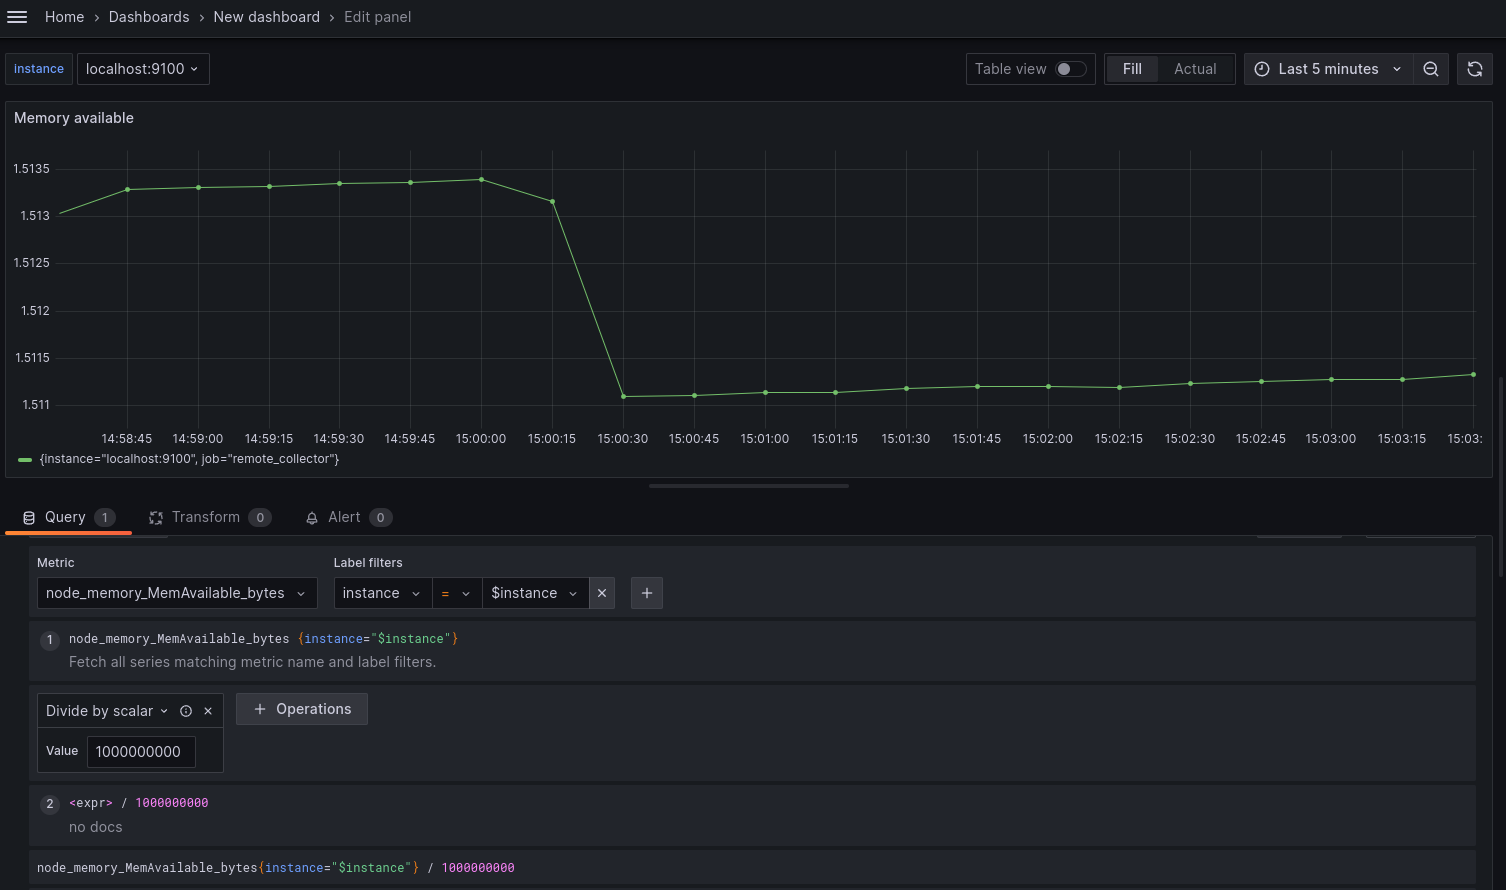 Home › Dashboards › New dashboard › Edit panel
instance localhost:9100 Table view Fill Actual Last 5 minutes
Memory available
1.5135
1.513
1.5125
1.512
1.5115
1.511
14:58:45 14:59:00 14:59:15 14:59:30 14:59:45 15:00:00 15:00:15 15:00:30 15:00:45 15:01:00 15:01:15 15:01:30 15:01:45 15:02:00 15:02:15 15:02:30 15:02:45 15:03:00 15:03:15 15:03:
{instance="localhost:9100", job="remote_collector"}
Query 1 Transform 0 Alert 0
Metric Label filters
node_memory_MemAvailable_bytes instance = $instance
1 node_memory_MemAvailable_bytes {instance="$instance"}
Fetch all series matching metric name and label filters.
Divide by scalar + Operations
Value 1000000000
2 <expr> / 1000000000
no docs
node_memory_MemAvailable_bytes{instance="$instance"} / 1000000000